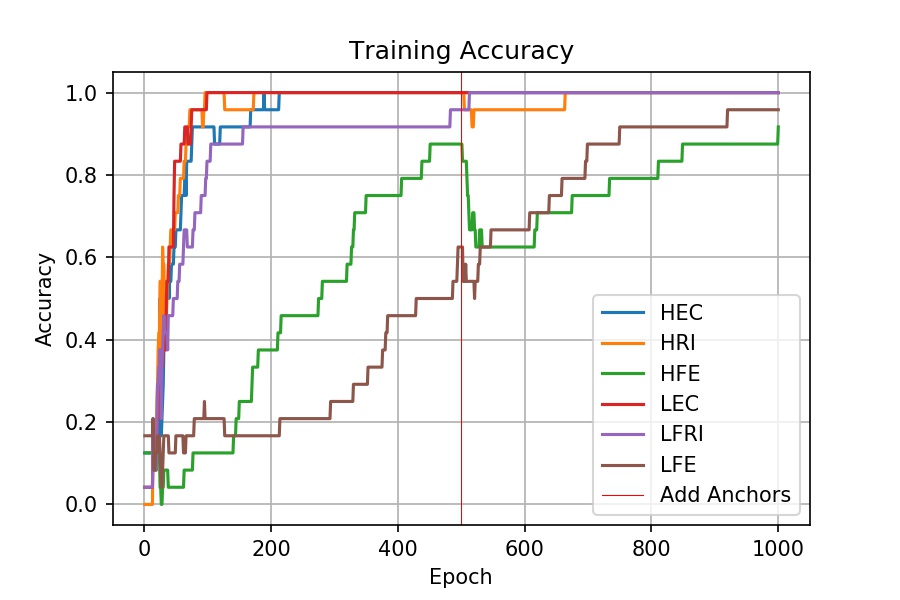 Training Accuracy
1.0
0.8
0.6
0.4
0.2
0.0
Accuracy
0 200 400 600 800 1000
Epoch
HEC
HRI
HFE
LEC
LFRI
LFE
Add Anchors